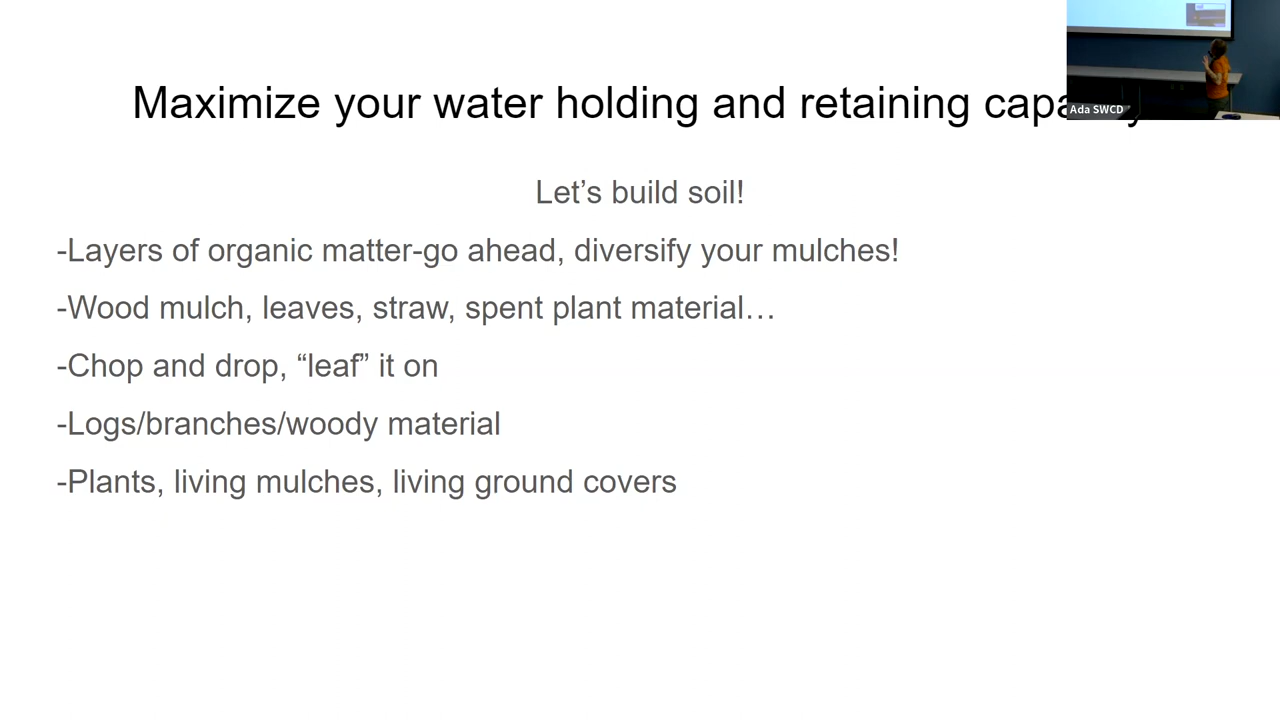 Maximize your water holding and retaining
Ada SWCD
Let’s build soil!
-Layers of organic matter-go ahead, diversify your mulches!
-Wood mulch, leaves, straw, spent plant material…
-Chop and drop, “leaf” it on
-Logs/branches/woody material
-Plants, living mulches, living ground covers